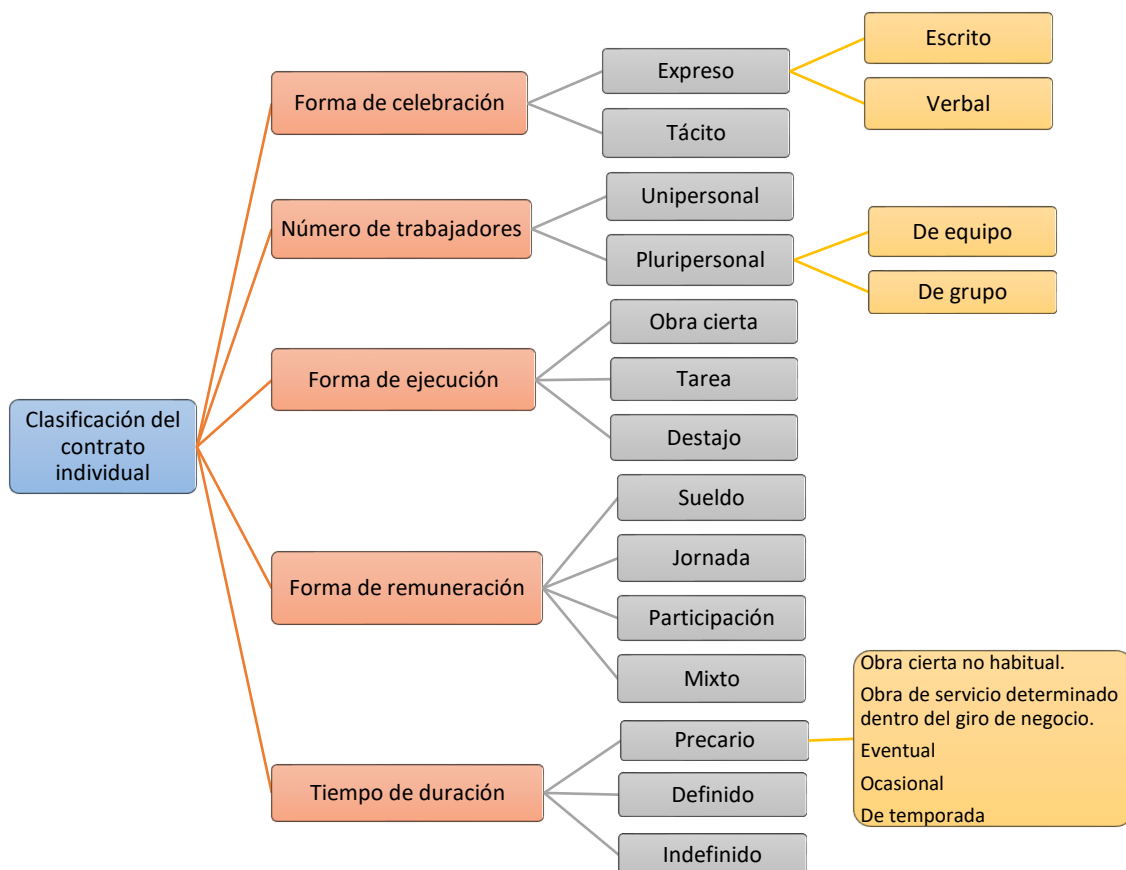 Clasificación del
contrato
individual
Forma de celebración
Expreso
Escrito
Verbal
Tácito
Número de trabajadores
Unipersonal
Pluripersonal
De equipo
De grupo
Forma de ejecución
Obra cierta
Tarea
Destajo
Forma de remuneración
Sueldo
Jornada
Participación
Mixto
Tiempo de duración
Precario
Obra cierta no habitual.
Obra de servicio determinado
dentro del giro de negocio.
Eventual
Ocasional
De temporada
Definido
Indefinido